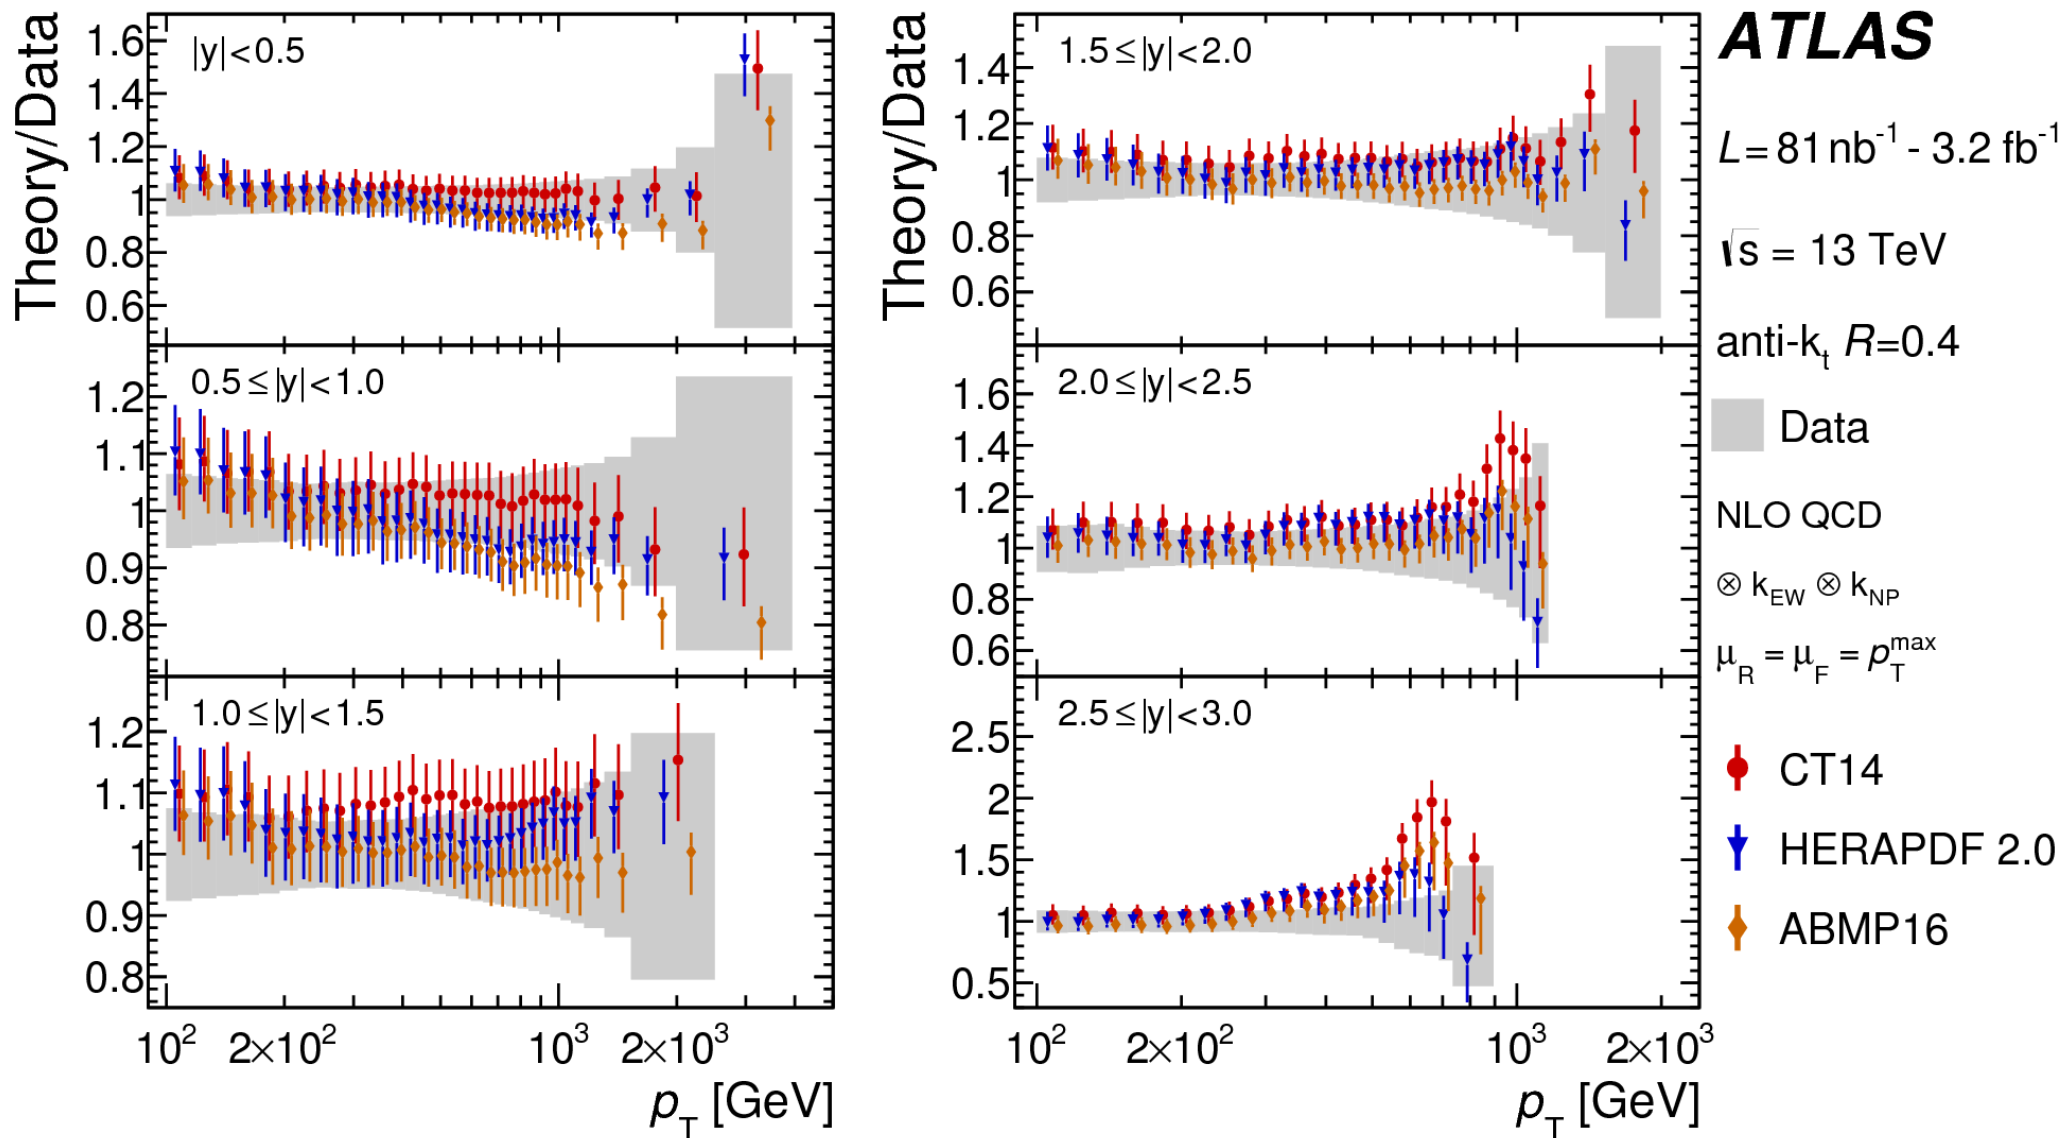 Theory/Data
|y|<0.5
1.6
1.4
1.2
1
0.8
0.6
0.5≤|y|<1.0
1.2
1.1
1
0.9
0.8
1.0≤|y|<1.5
1.2
1.1
1
0.9
0.8
10² 2×10² 10³ 2×10³
p_T [GeV]
Theory/Data
1.5≤|y|<2.0
1.4
1.2
1
0.8
0.6
2.0≤|y|<2.5
1.6
1.4
1.2
1
0.8
0.6
2.5≤|y|<3.0
2.5
2
1.5
1
0.5
10² 2×10² 10³ 2×10³
p_T [GeV]
ATLAS
L=81nb⁻¹ - 3.2 fb⁻¹
√s = 13 TeV
anti-k_t R=0.4
Data
NLO QCD
⊗ k_EW ⊗ k_NP
μ_R = μ_F = p_T^max
CT14
HERAPDF 2.0
ABMP16